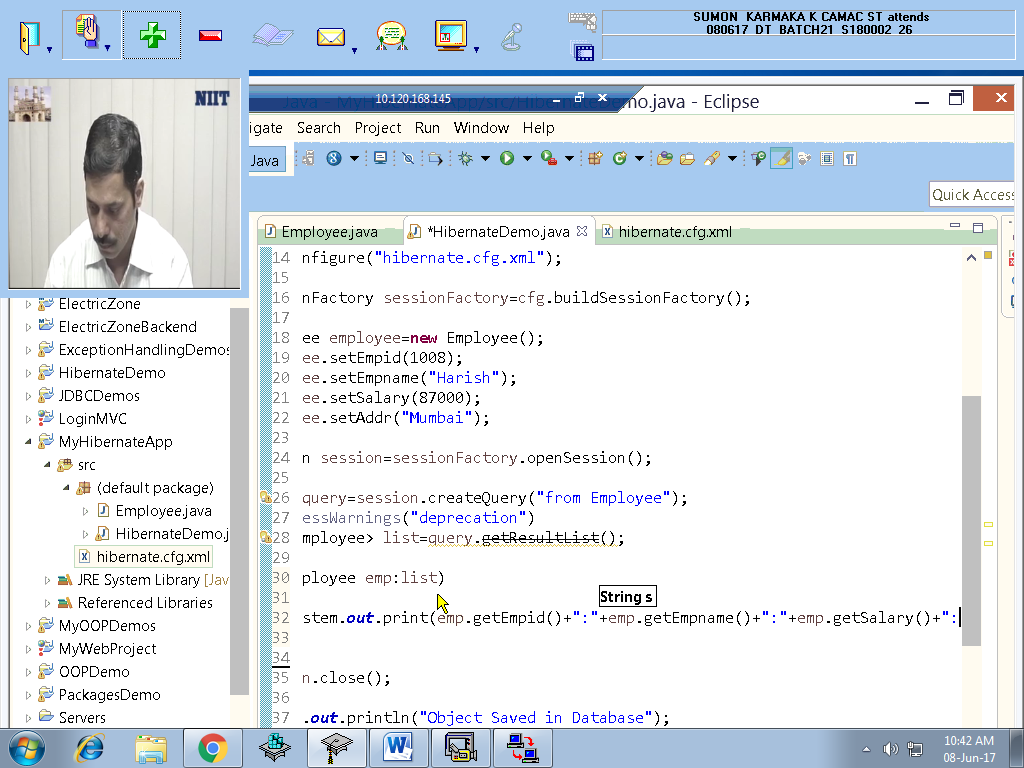 SUMON KARMAKA K CAMAC ST attends
080617 DT BATCH21 S180002 26
NIIT
10.120.168.145
Java - MyHibernateApp/src/HibernateDemo.java - Eclipse
igate Search Project Run Window Help
Java
Quick Access
Employee.java
*HibernateDemo.java
hibernate.cfg.xml
ElectricZone
ElectricZoneBackend
ExceptionHandlingDemos
HibernateDemo
JDBCDemos
LoginMVC
MyHibernateApp
src
(default package)
Employee.java
HibernateDemo.j
hibernate.cfg.xml
JRE System Library [Jav
Referenced Libraries
MyOOPDemos
MyWebProject
OOPDemo
PackagesDemo
Servers
14 nfigure("hibernate.cfg.xml");
15
16 nFactory sessionFactory=cfg.buildSessionFactory();
17
18 ee employee=new Employee();
19 ee.setEmpid(1008);
20 ee.setEmpname("Harish");
21 ee.setSalary(87000);
22 ee.setAddr("Mumbai");
23
24 n session=sessionFactory.openSession();
25
26 query=session.createQuery("from Employee");
27 essWarnings("deprecation")
28 mployee> list=query.getResultList();
29
30 ployee emp:list)
31
String s
32 stem.out.print(emp.getEmpid()+":"+emp.getEmpname()+":"+emp.getSalary()+":
33
34
35 n.close();
36
37 .out.println("Object Saved in Database");
10:42 AM
08-Jun-17